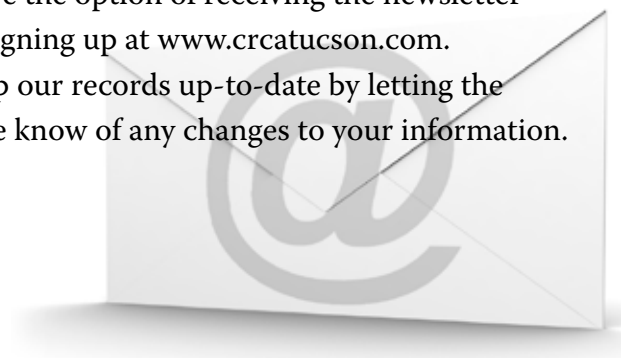 the option of receiving the newsletter
gning up at www.crcatucson.com.
our records up-to-date by letting the
know of any changes to your information.
@